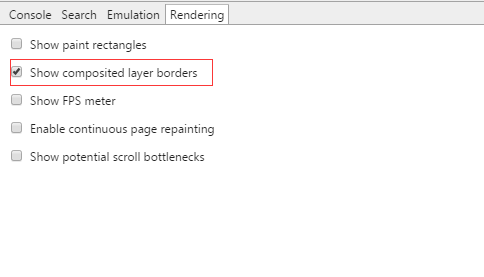 Console Search Emulation Rendering
Show paint rectangles
Show composited layer borders
Show FPS meter
Enable continuous page repainting
Show potential scroll bottlenecks